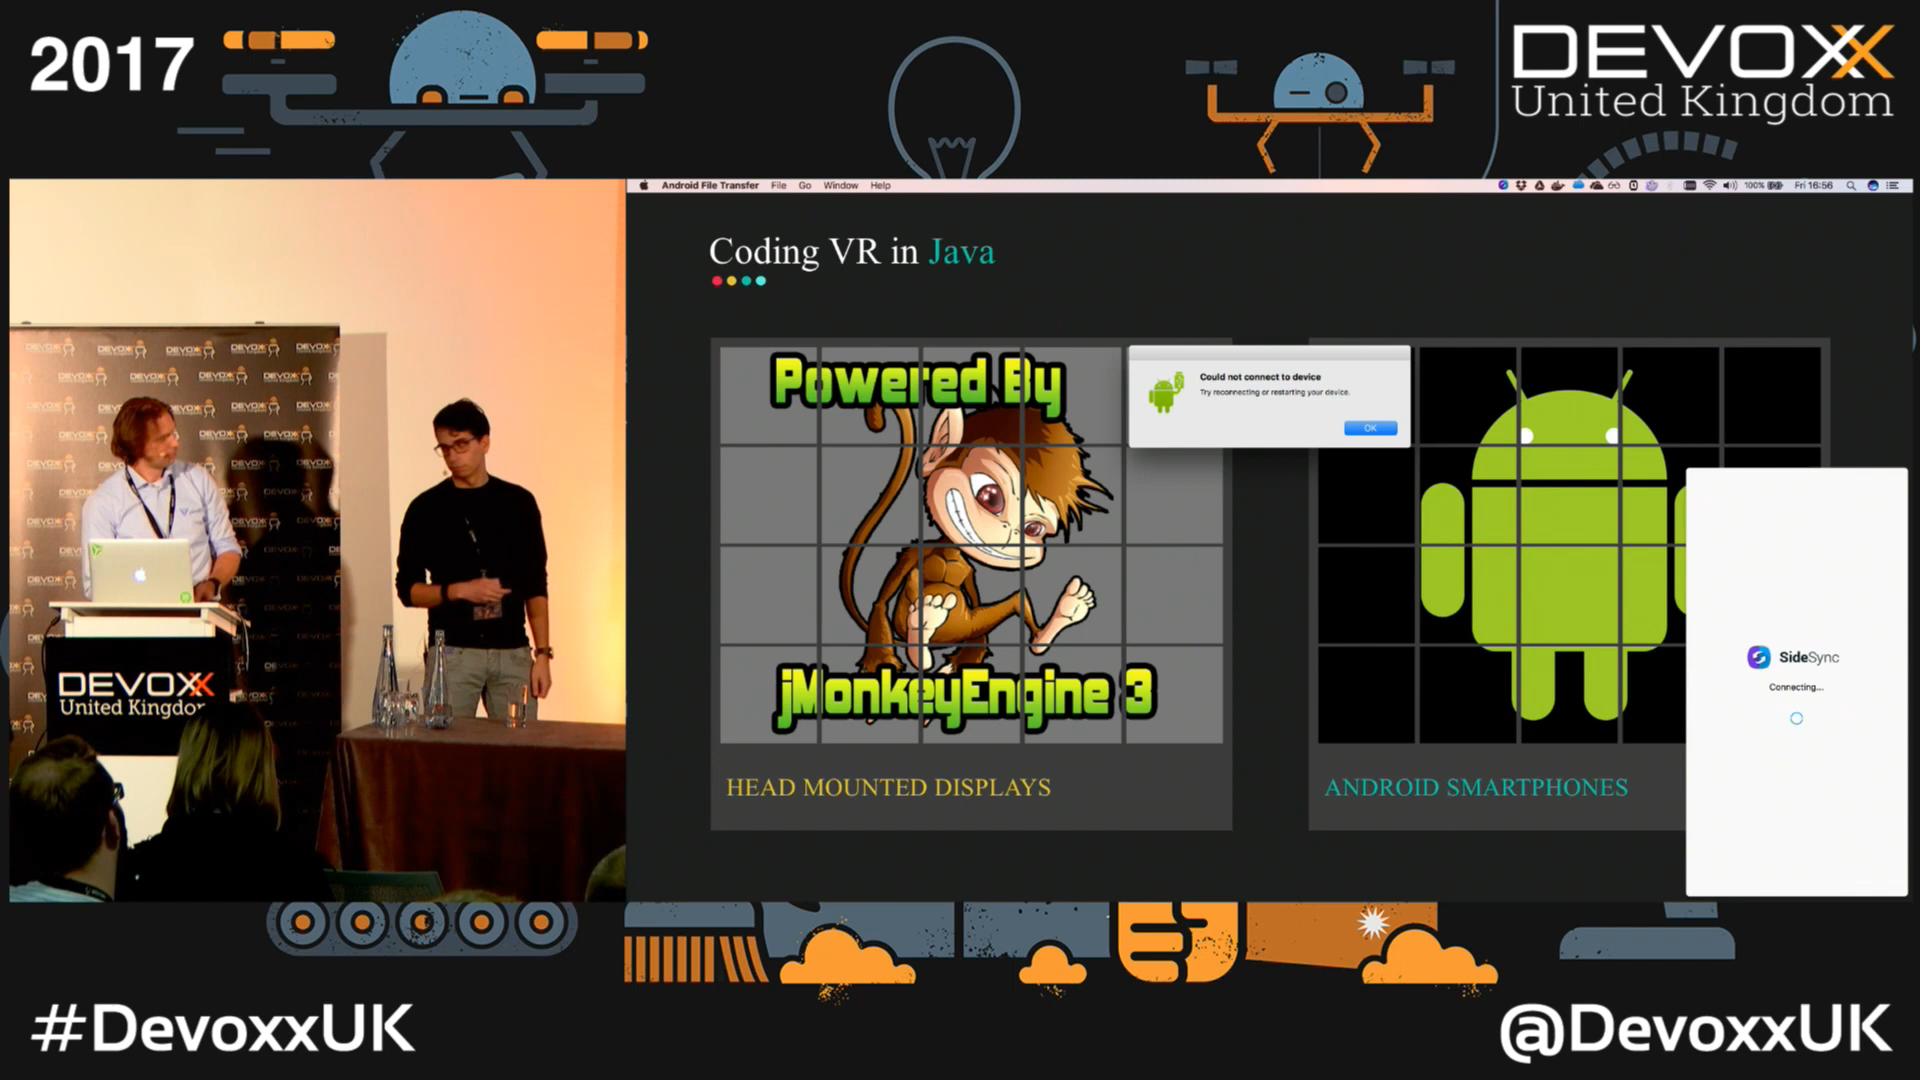 2017
DEVOXX
United Kingdom
Android File Transfer File Go Window Help
100% Fri 16:56
Coding VR in Java
Powered By
jMonkeyEngine 3
HEAD MOUNTED DISPLAYS
Could not connect to device
Try reconnecting or restarting your device.
OK
ANDROID SMARTPHONES
SideSync
Connecting...
DEVOXX
United Kingdom
#DevoxxUK
@DevoxxUK